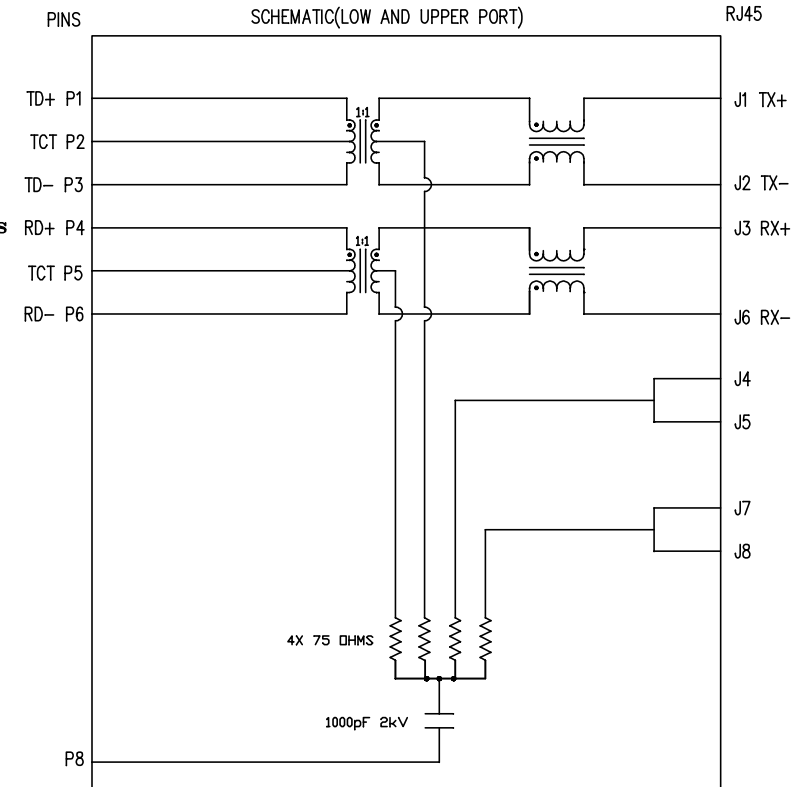 PINS
SCHEMATIC(LOW AND UPPER PORT)
RJ45
TD+ P1
1:1
J1 TX+
TCT P2
TD- P3
J2 TX-
s
RD+ P4
1:1
J3 RX+
TCT P5
RD- P6
J6 RX-
J4
J5
J7
J8
4X 75 OHMS
1000pF 2kV
P8